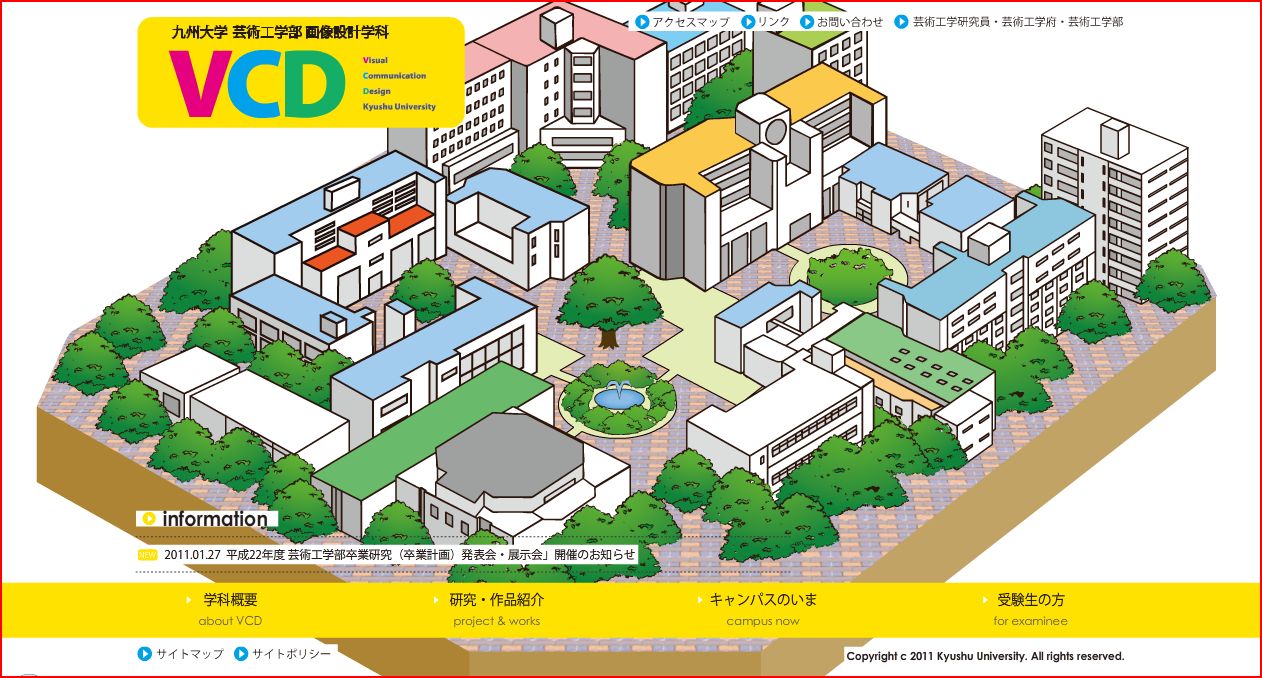 九州大学 芸術工学部 画像設計学科
VCD
Visual
Communication
Design
Kyushu University
アクセスマップ リンク お問い合わせ 芸術工学研究員・芸術工学府・芸術工学部
information
NEW 2011.01.27 平成22年度 芸術工学部卒業研究（卒業計画）発表会・展示会」開催のお知らせ
学科概要 研究・作品紹介 キャンパスのいま 受験生の方
about VCD project & works campus now for examinee
サイトマップ サイトポリシー
Copyright c 2011 Kyushu University. All rights reserved.